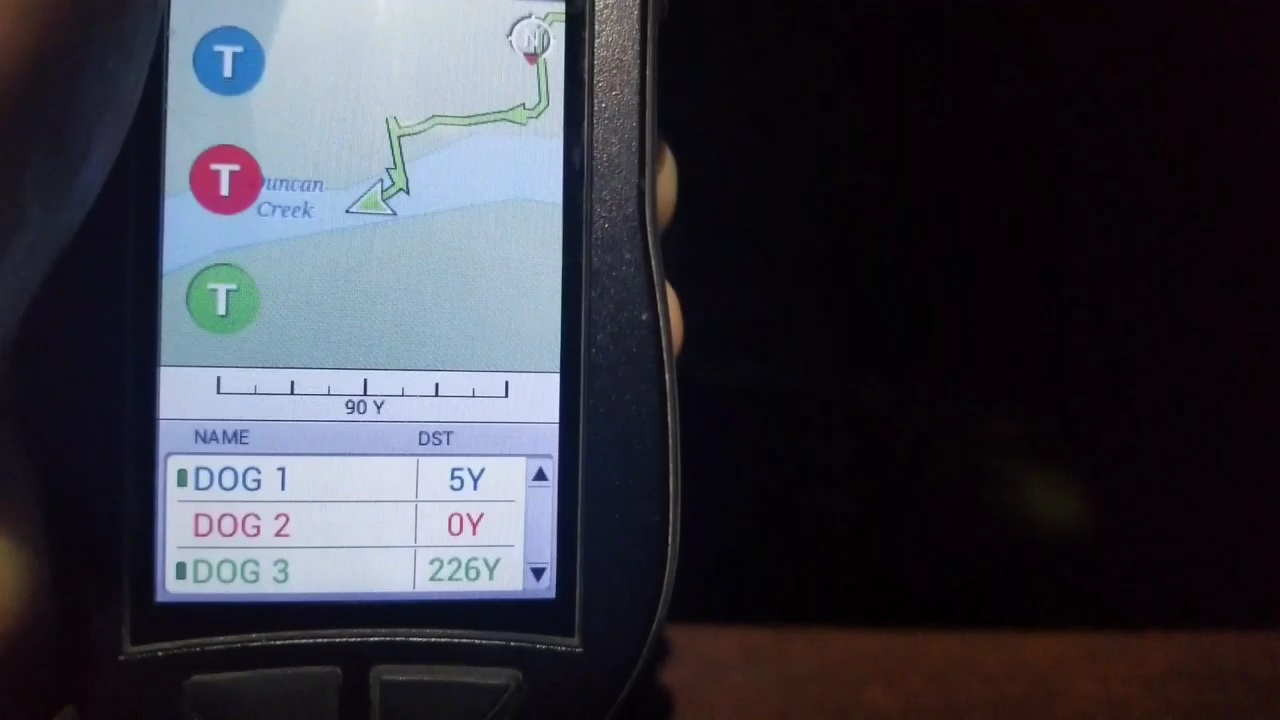 N
T
T
uncan
Creek
T
90 Y
NAME DST
DOG 1 5Y
DOG 2 0Y
DOG 3 226Y